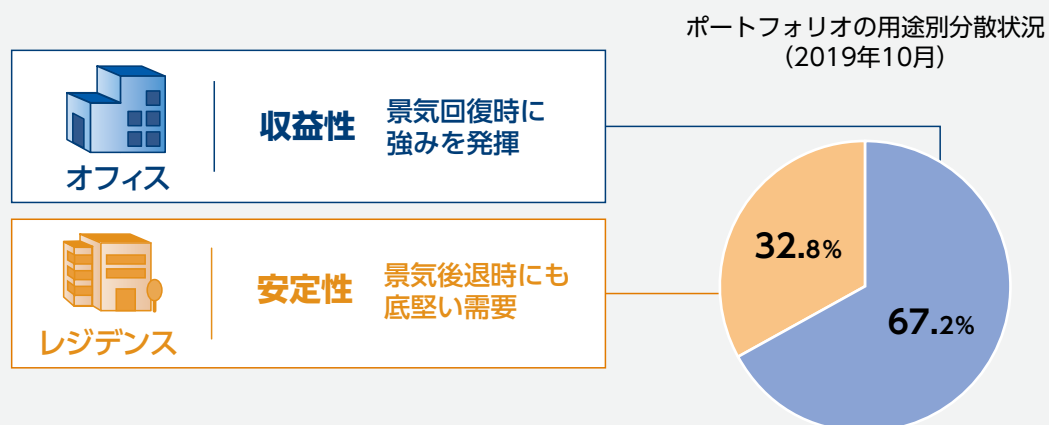 ポートフォリオの用途別分散状況
（2019年10月）
オフィス
収益性
景気回復時に
強みを発揮
レジデンス
安定性
景気後退時にも
底堅い需要
32.8%
67.2%